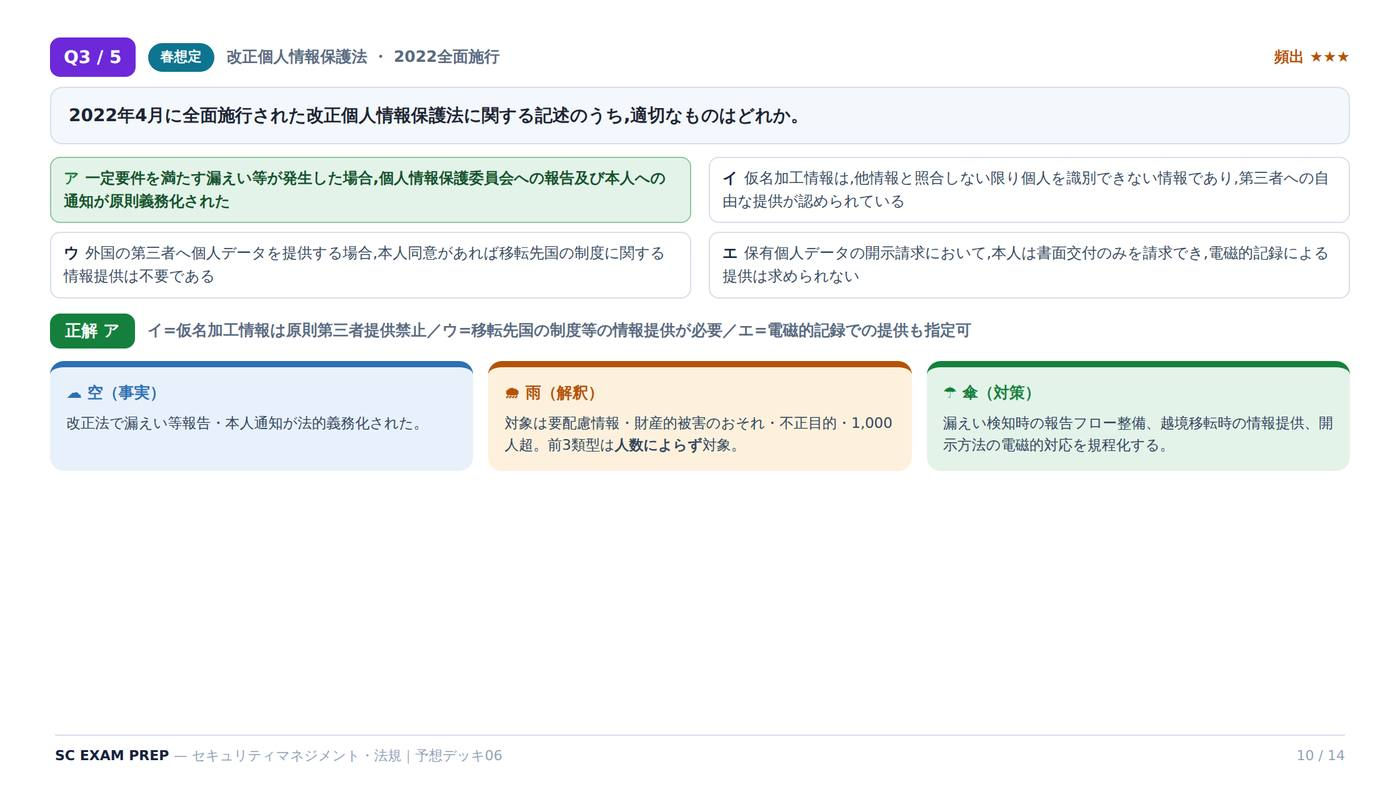 Q3 / 5 春想定 改正個人情報保護法 ・ 2022全面施行 頻出 ★★★
2022年4月に全面施行された改正個人情報保護法に関する記述のうち,適切なものはどれか。
ア 一定要件を満たす漏えい等が発生した場合,個人情報保護委員会への報告及び本人への
通知が原則義務化された
イ 仮名加工情報は,他情報と照合しない限り個人を識別できない情報であり,第三者への自
由な提供が認められている
ウ 外国の第三者へ個人データを提供する場合,本人同意があれば移転先国の制度に関する
情報提供は不要である
エ 保有個人データの開示請求において,本人は書面交付のみを請求でき,電磁的記録による
提供は求められない
正解 ア イ=仮名加工情報は原則第三者提供禁止／ウ=移転先国の制度等の情報提供が必要／エ=電磁的記録での提供も指定可
☁ 空（事実）
改正法で漏えい等報告・本人通知が法的義務化された。
🌧 雨（解釈）
対象は要配慮情報・財産的被害のおそれ・不正目的・1,000
人超。前3類型は人数によらず対象。
☂ 傘（対策）
漏えい検知時の報告フロー整備、越境移転時の情報提供、開
示方法の電磁的対応を規程化する。
SC EXAM PREP — セキュリティマネジメント・法規｜予想デッキ06 10 / 14